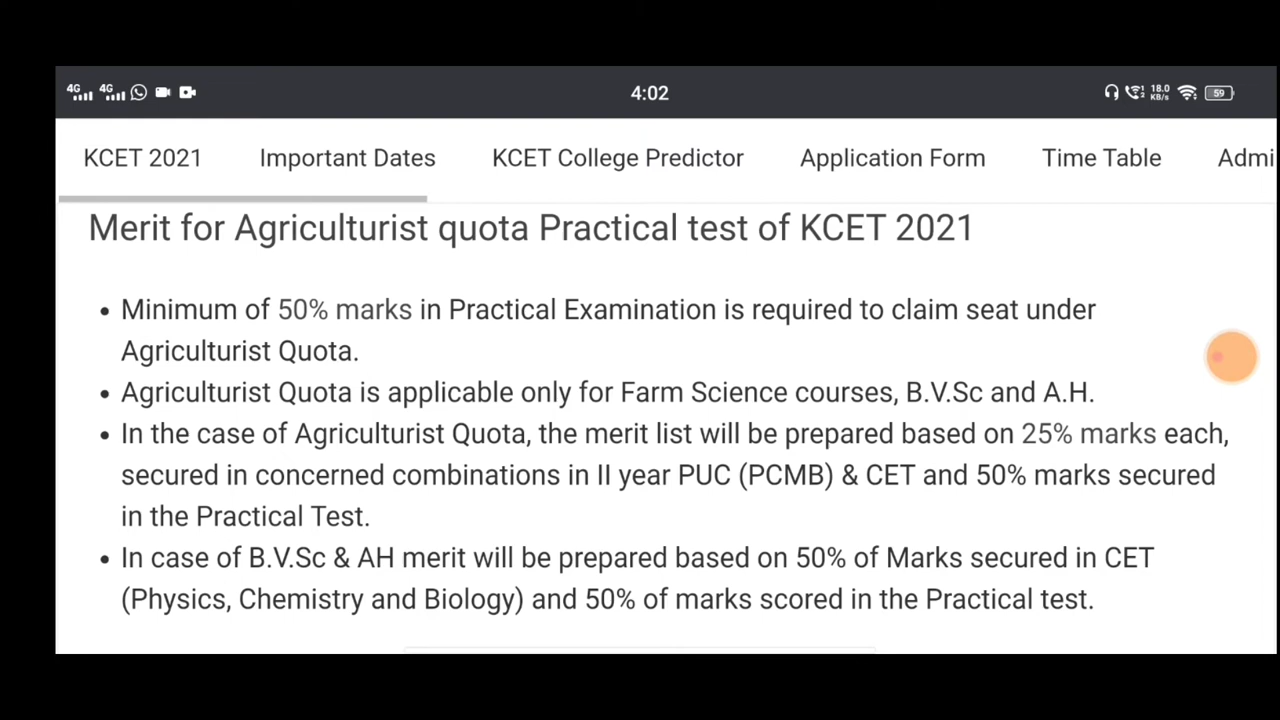 4G 4G 4:02 18.0 KB/s 59
KCET 2021 Important Dates KCET College Predictor Application Form Time Table Admi
Merit for Agriculturist quota Practical test of KCET 2021
• Minimum of 50% marks in Practical Examination is required to claim seat under
Agriculturist Quota.
• Agriculturist Quota is applicable only for Farm Science courses, B.V.Sc and A.H.
• In the case of Agriculturist Quota, the merit list will be prepared based on 25% marks each,
secured in concerned combinations in II year PUC (PCMB) & CET and 50% marks secured
in the Practical Test.
• In case of B.V.Sc & AH merit will be prepared based on 50% of Marks secured in CET
(Physics, Chemistry and Biology) and 50% of marks scored in the Practical test.